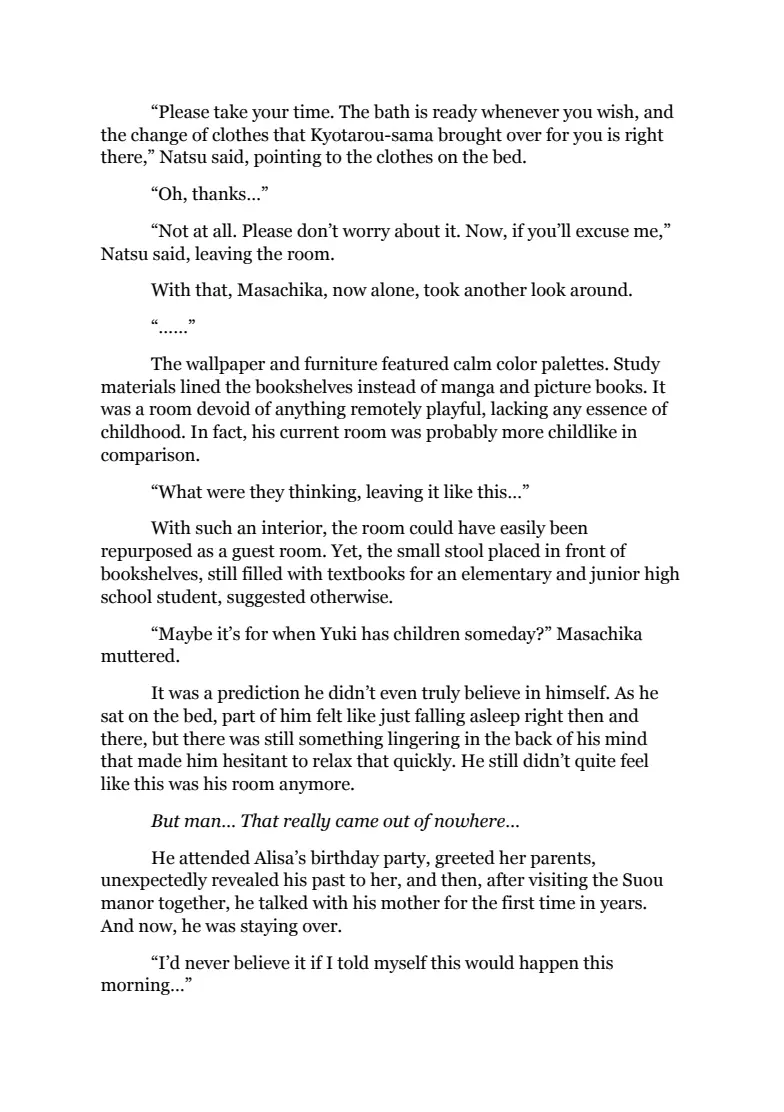 “Please take your time. The bath is ready whenever you wish, and
the change of clothes that Kyotarou-sama brought over for you is right
there,” Natsu said, pointing to the clothes on the bed.
“Oh, thanks…”
“Not at all. Please don’t worry about it. Now, if you’ll excuse me,”
Natsu said, leaving the room.
With that, Masachika, now alone, took another look around.
“……”
The wallpaper and furniture featured calm color palettes. Study
materials lined the bookshelves instead of manga and picture books. It
was a room devoid of anything remotely playful, lacking any essence of
childhood. In fact, his current room was probably more childlike in
comparison.
“What were they thinking, leaving it like this…”
With such an interior, the room could have easily been
repurposed as a guest room. Yet, the small stool placed in front of
bookshelves, still filled with textbooks for an elementary and junior high
school student, suggested otherwise.
“Maybe it’s for when Yuki has children someday?” Masachika
muttered.
It was a prediction he didn’t even truly believe in himself. As he
sat on the bed, part of him felt like just falling asleep right then and
there, but there was still something lingering in the back of his mind
that made him hesitant to relax that quickly. He still didn’t quite feel
like this was his room anymore.
But man… That really came out of nowhere…
He attended Alisa’s birthday party, greeted her parents,
unexpectedly revealed his past to her, and then, after visiting the Suou
manor together, he talked with his mother for the first time in years.
And now, he was staying over.
“I’d never believe it if I told myself this would happen this
morning…”